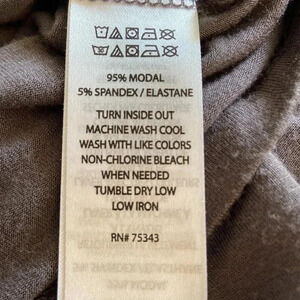 95% MODAL
5% SPANDEX / ELASTANE
TURN INSIDE OUT
MACHINE WASH COOL
WASH WITH LIKE COLORS
NON-CHLORINE BLEACH
WHEN NEEDED
TUMBLE DRY LOW
LOW IRON
RN# 75343